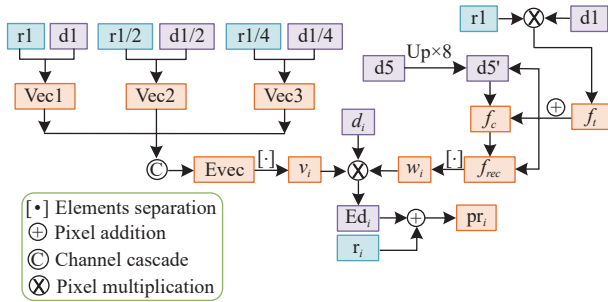 r1 d1 r1/2 d1/2 r1/4 d1/4 r1 d1
Up×8
d5 d5'
Vec1 Vec2 Vec3
d_i f_c f_t
C Evec [·] v_i w_i [·] f_rec
Ed_i pr_i
r_i
[•] Elements separation
Pixel addition
C Channel cascade
Pixel multiplication